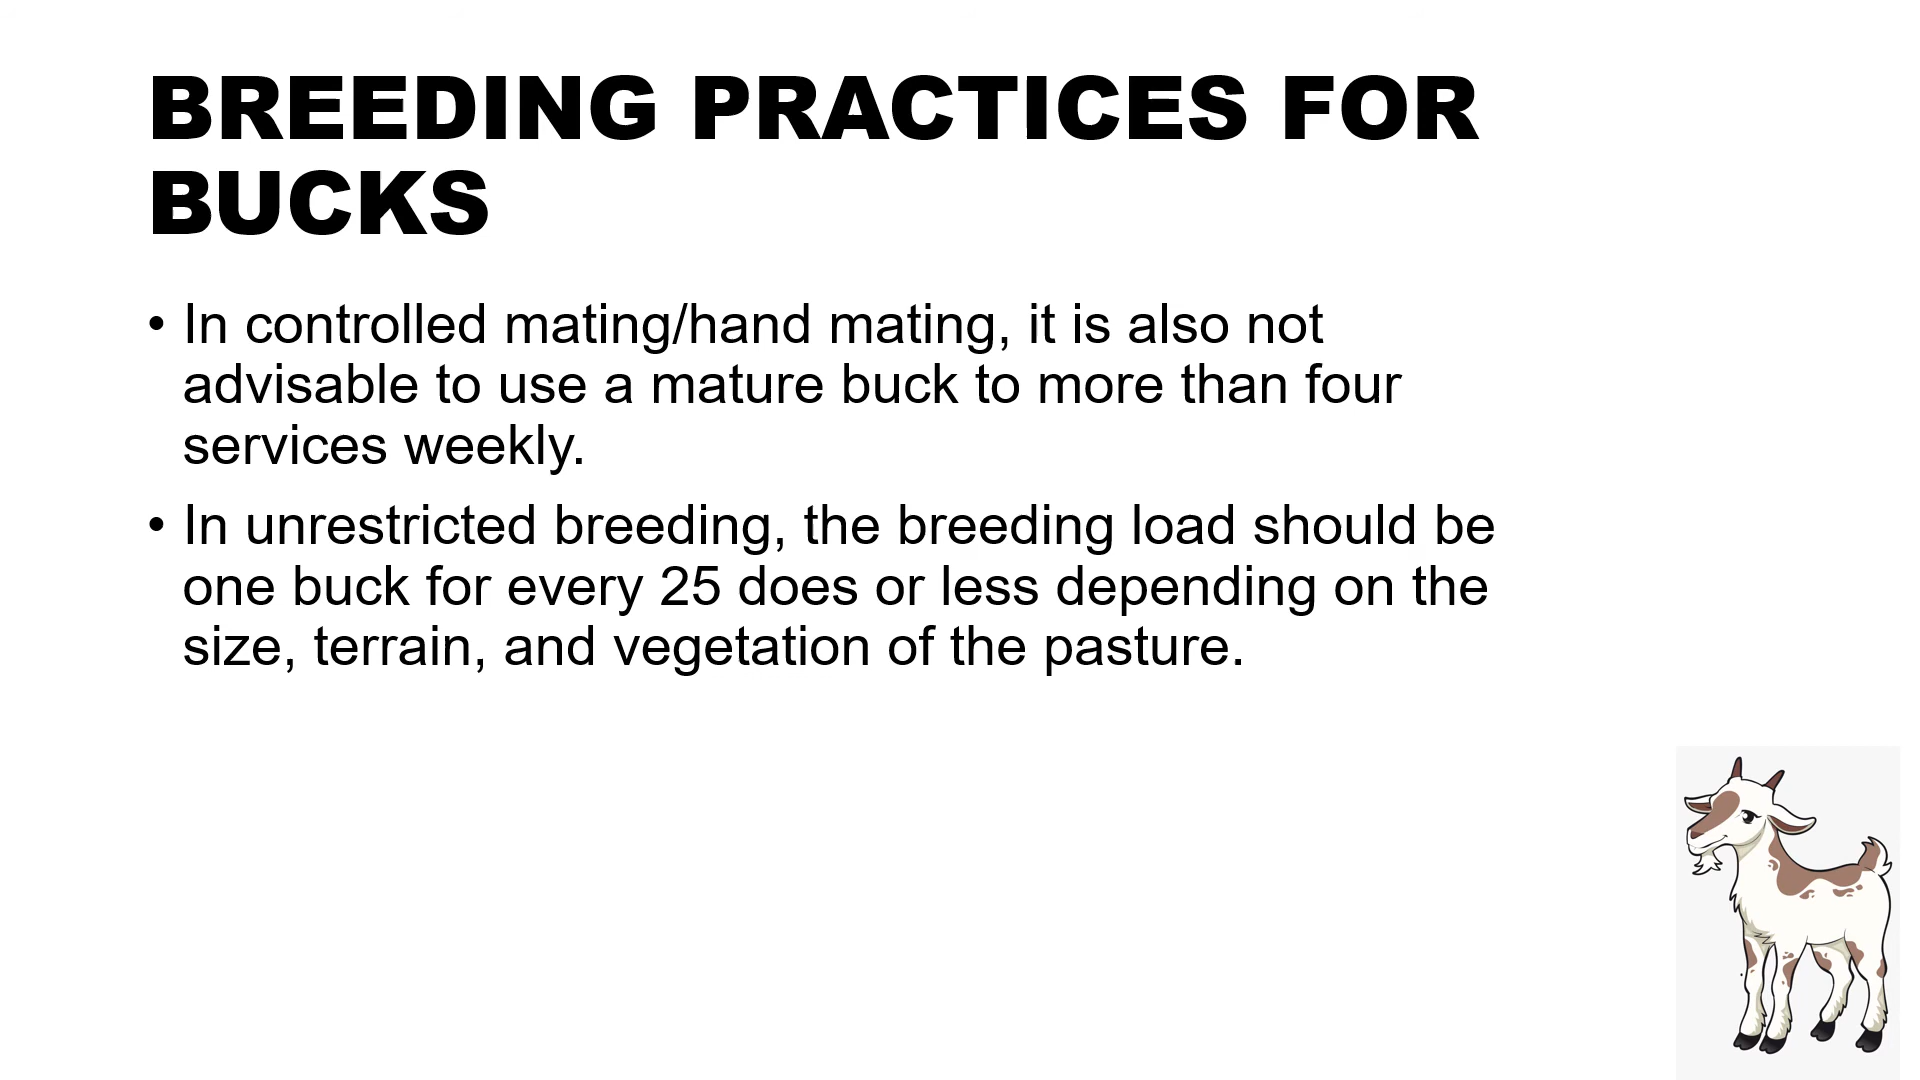 BREEDING PRACTICES FOR
BUCKS
• In controlled mating/hand mating, it is also not
advisable to use a mature buck to more than four
services weekly.
• In unrestricted breeding, the breeding load should be
one buck for every 25 does or less depending on the
size, terrain, and vegetation of the pasture.